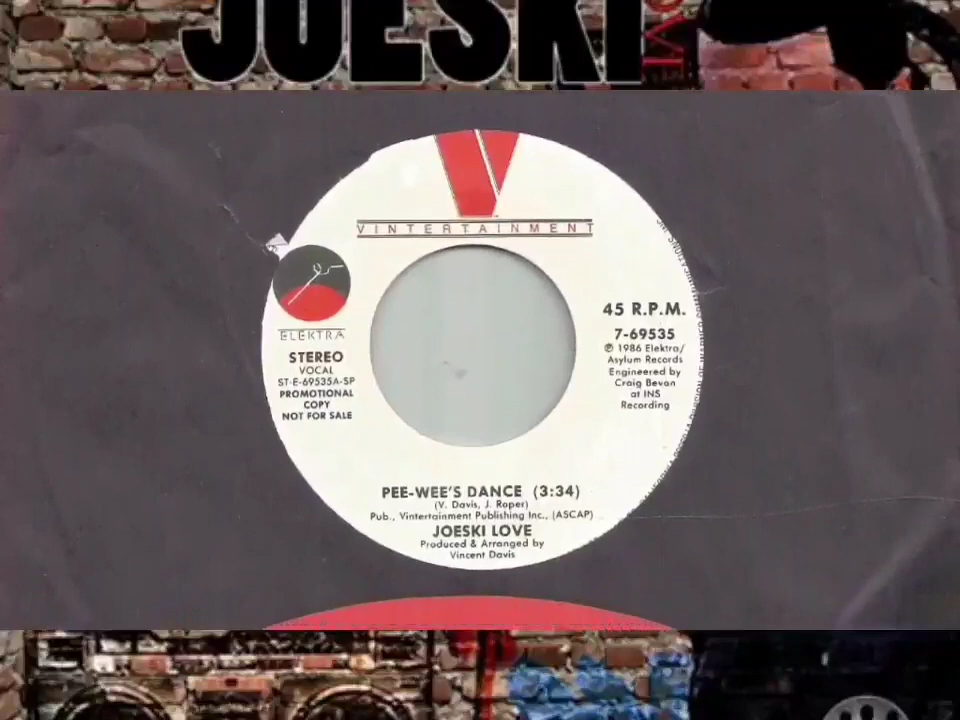 JOESKI
VINTERTAINMENT
ELEKTRA
STEREO
VOCAL
ST-E-69535A-SP
PROMOTIONAL
COPY
NOT FOR SALE
45 R.P.M.
7-69535
℗ 1986 Elektra/
Asylum Records
Engineered by
Craig Bevan
at INS
Recording
PEE-WEE'S DANCE (3:34)
(V. Davis, J. Roper)
Pub., Vintertainment Publishing Inc., (ASCAP)
JOESKI LOVE
Produced & Arranged by
Vincent Davis